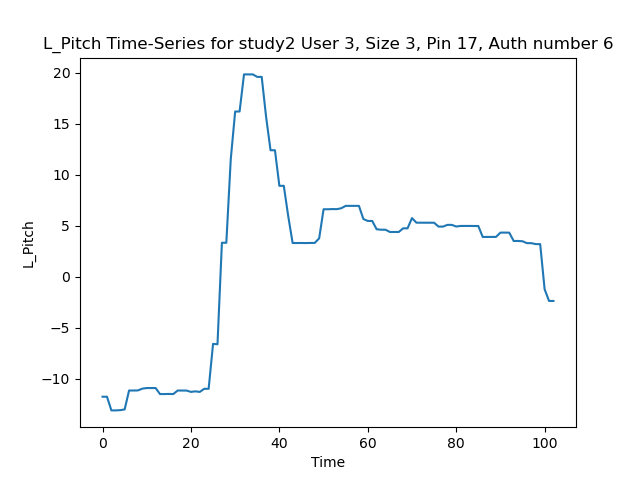 L_Pitch Time-Series for study2 User 3, Size 3, Pin 17, Auth number 6
20
15
10
5
0
−5
−10
L_Pitch
0 20 40 60 80 100
Time